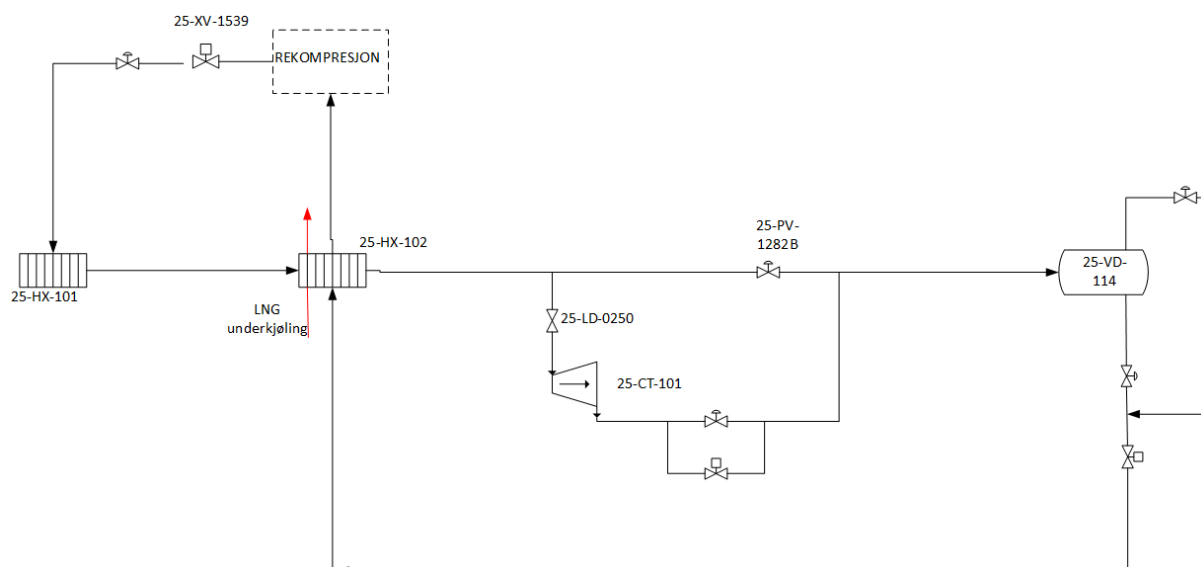 25-XV-1539
REKOMPRESJON
25-PV-
1282B
25-HX-102
25-VD-
114
25-HX-101
LNG
underkjøling
25-LD-0250
25-CT-101